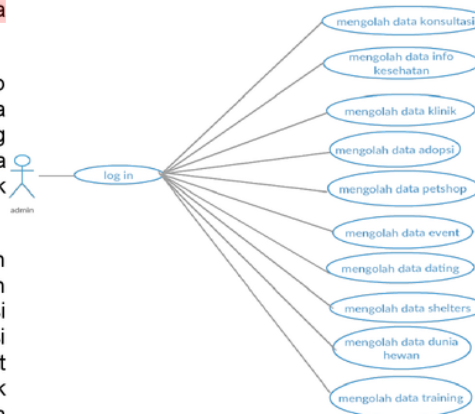 mengolah data konsultasi
mengolah data info
kesehatan
mengolah data klinik
mengolah data adopsi
log in
mengolah data petshop
admin
mengolah data event
mengolah data dating
mengolah data shelters
mengolah data dunia
hewan
mengolah data training